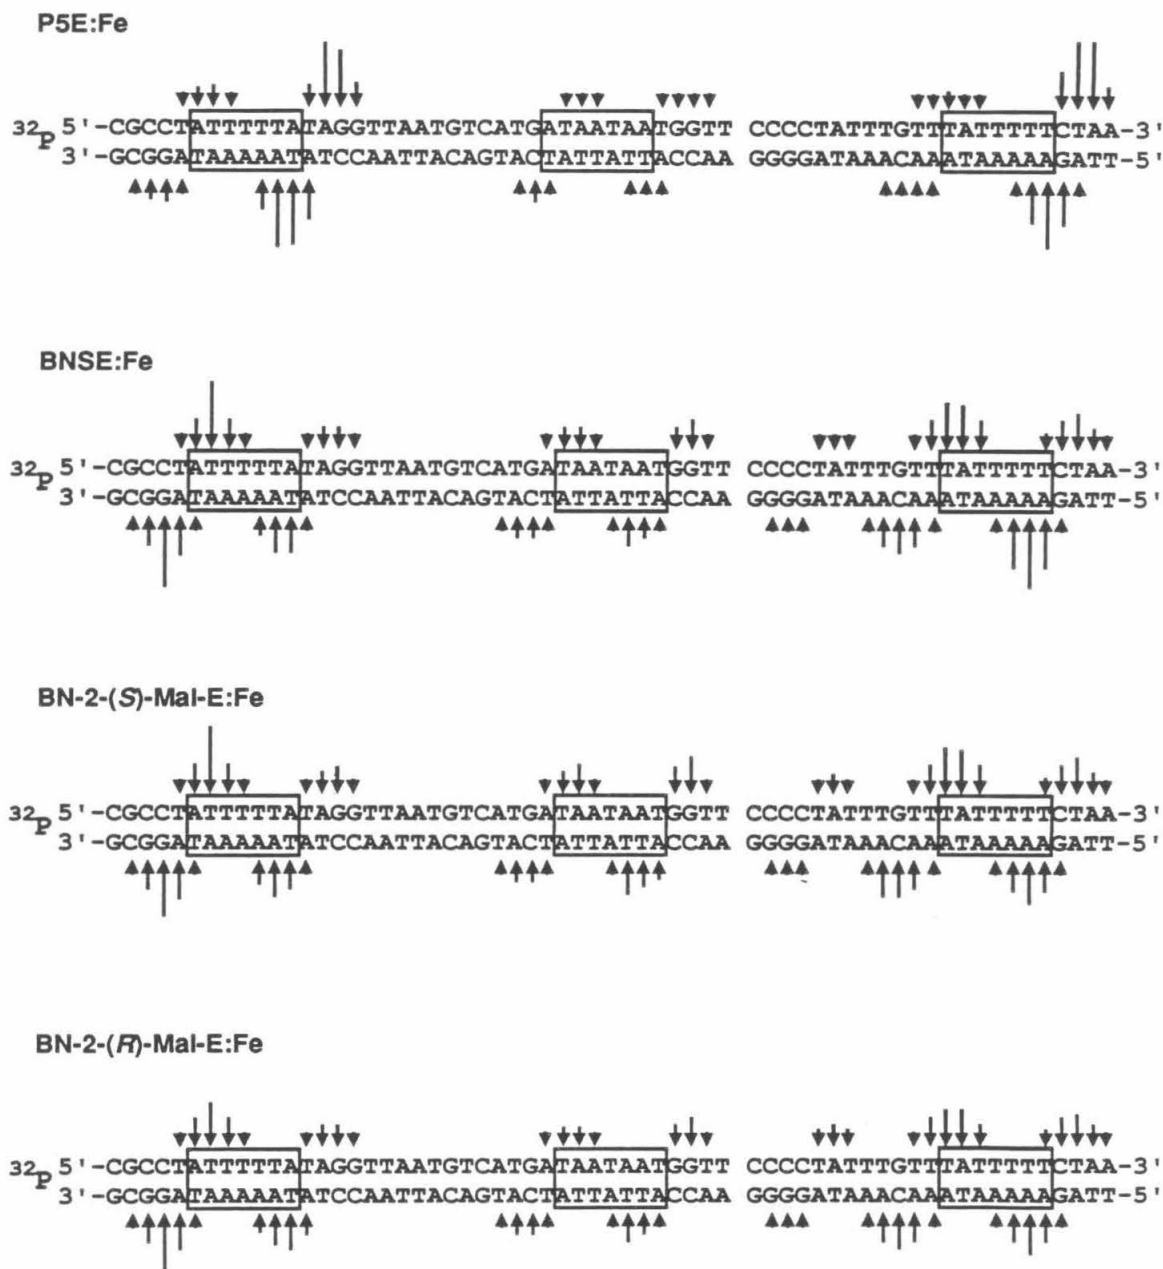 P5E:Fe
32P 5'-CGCCTATTTTTATAGGTTAATGTCATGATAATAATGGTT CCCCTATTTGTTTATTTTTCTAA-3'
3'-GCGGATAAAAATATCCAATTACAGTACTATTATTACCAA GGGGATAAACAAATAAAAAGATT-5'
BNSE:Fe
32P 5'-CGCCTATTTTTATAGGTTAATGTCATGATAATAATGGTT CCCCTATTTGTTTATTTTTCTAA-3'
3'-GCGGATAAAAATATCCAATTACAGTACTATTATTACCAA GGGGATAAACAAATAAAAAGATT-5'
BN-2-(S)-Mal-E:Fe
32P 5'-CGCCTATTTTTATAGGTTAATGTCATGATAATAATGGTT CCCCTATTTGTTTATTTTTCTAA-3'
3'-GCGGATAAAAATATCCAATTACAGTACTATTATTACCAA GGGGATAAACAAATAAAAAGATT-5'
BN-2-(R)-Mal-E:Fe
32P 5'-CGCCTATTTTTATAGGTTAATGTCATGATAATAATGGTT CCCCTATTTGTTTATTTTTCTAA-3'
3'-GCGGATAAAAATATCCAATTACAGTACTATTATTACCAA GGGGATAAACAAATAAAAAGATT-5'